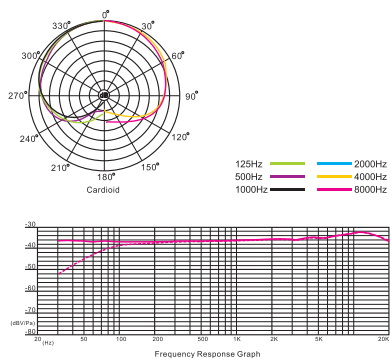 0°
330° 30°
300° 60°
270° 90°
240° 120°
210° 150°
180°
Cardioid
125Hz 2000Hz
500Hz 4000Hz
1000Hz 8000Hz
-30
-40
-50
-60
-70
(dBV/Pa)
-80
20 (Hz) 50 100 200 500 1K 2K 5K 10K 20K
Frequency Response Graph